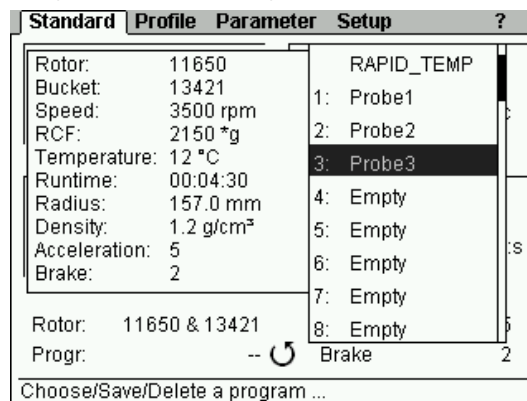 Standard Profile Parameter Setup ?
Rotor: 11650
Bucket: 13421
Speed: 3500 rpm
RCF: 2150 *g
Temperature: 12 °C
Runtime: 00:04:30
Radius: 157.0 mm
Density: 1.2 g/cm³
Acceleration: 5
Brake: 2
RAPID_TEMP
1: Probe1
2: Probe2
3: Probe3
4: Empty
5: Empty
6: Empty
7: Empty
8: Empty
Rotor: 11650 & 13421
Progr: --
Brake 2
Choose/Save/Delete a program ...